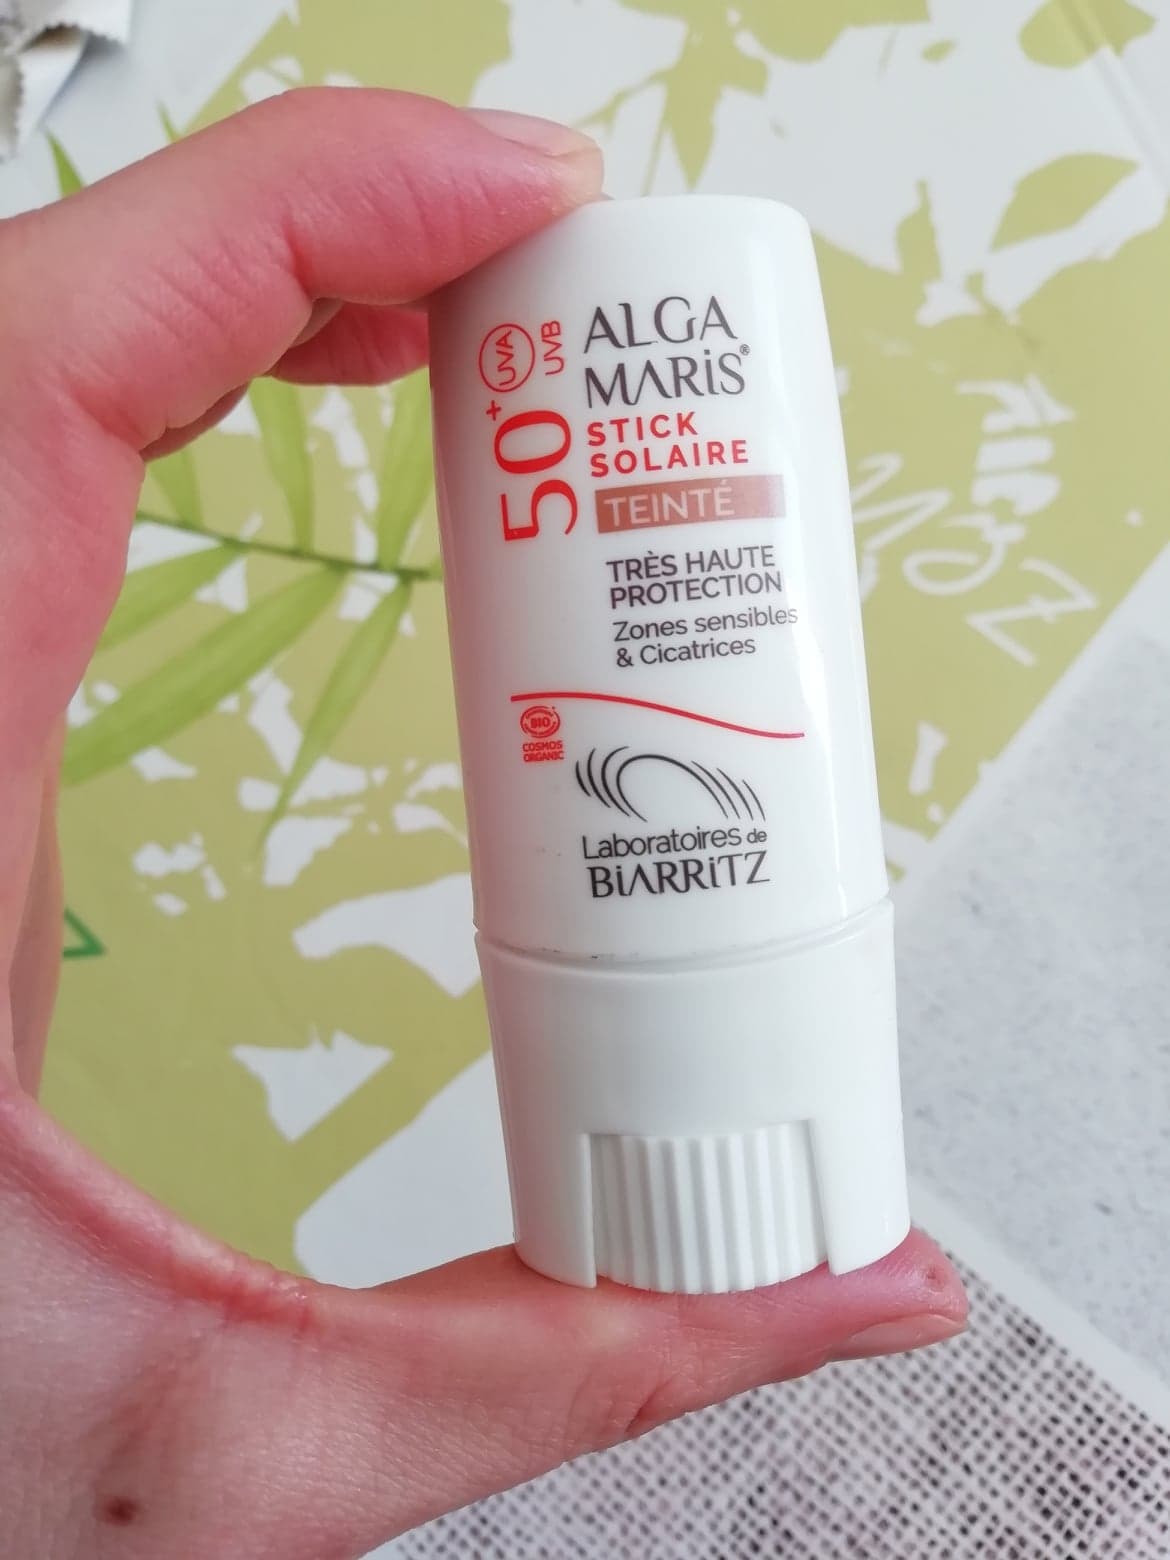 ALGA
MARiS®
STICK
SOLAIRE
TEINTÉ
50+
UVA
UVB
TRÈS HAUTE
PROTECTION
Zones sensibles
& Cicatrices
BIO
COSMOS
ORGANIC
Laboratoires de
BiARRiTZ